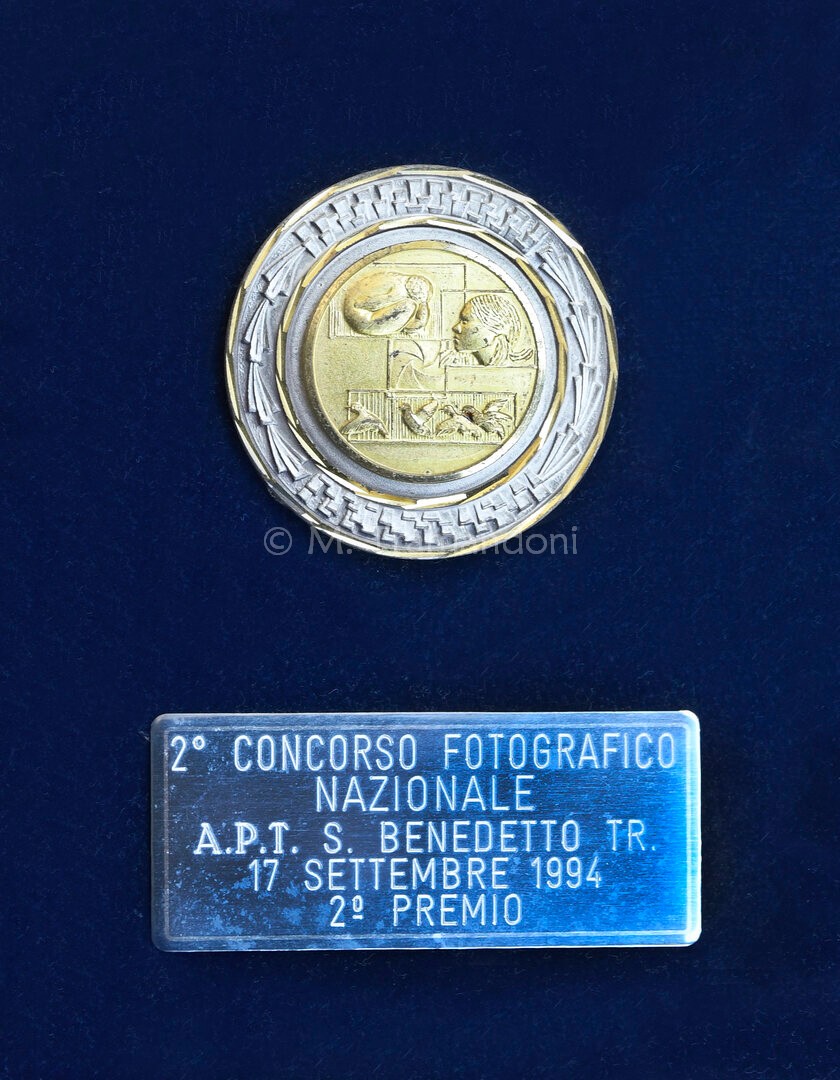 © M.
2° CONCORSO FOTOGRAFICO
NAZIONALE
A.P.T. S. BENEDETTO TR.
17 SETTEMBRE 1994
2º PREMIO